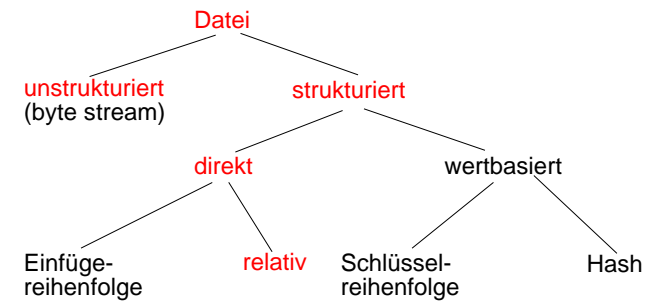 Datei
unstrukturiert
(byte stream)
strukturiert
direkt
wertbasiert
Einfüge-
reihenfolge
relativ
Schlüssel-
reihenfolge
Hash